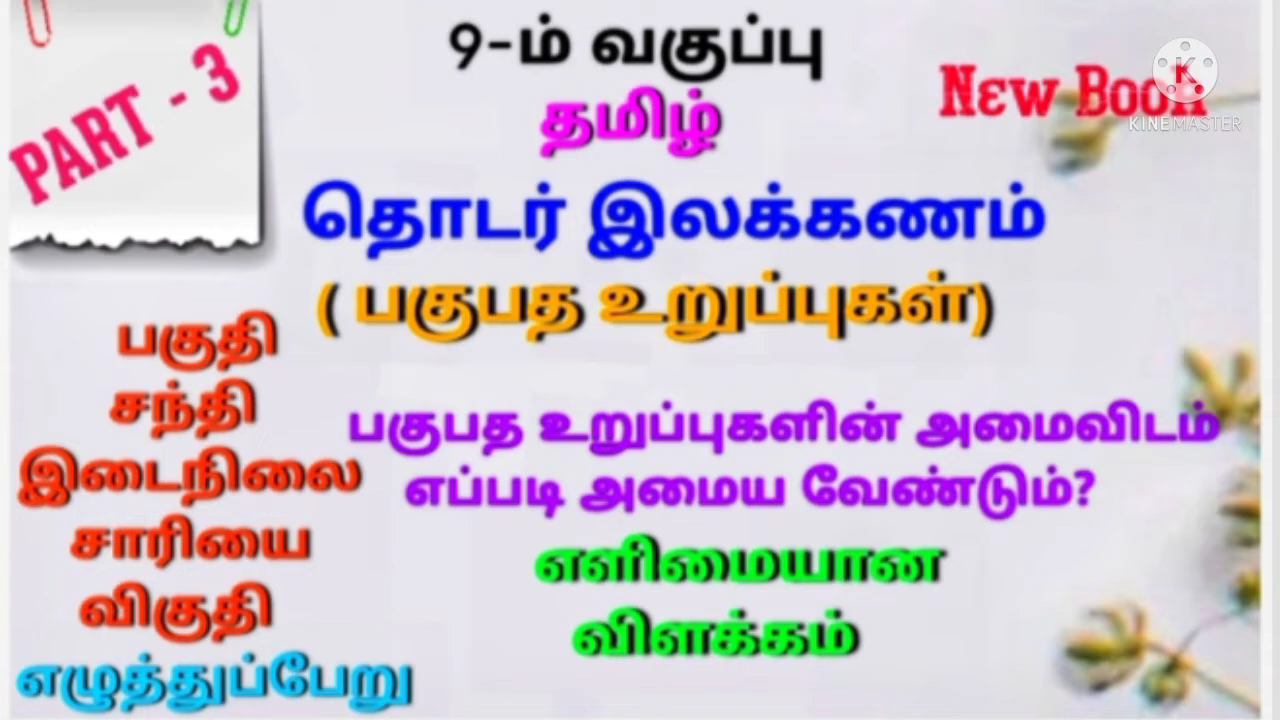 PART - 3
9-ம் வகுப்பு
தமிழ்
New Book
KINEMASTER
தொடர் இலக்கணம்
( பகுபத உறுப்புகள்)
பகுதி
சந்தி
இடைநிலை
சாரியை
விகுதி
எழுத்துப்பேறு
பகுபத உறுப்புகளின் அமைவிடம்
எப்படி அமைய வேண்டும்?
எளிமையான
விளக்கம்